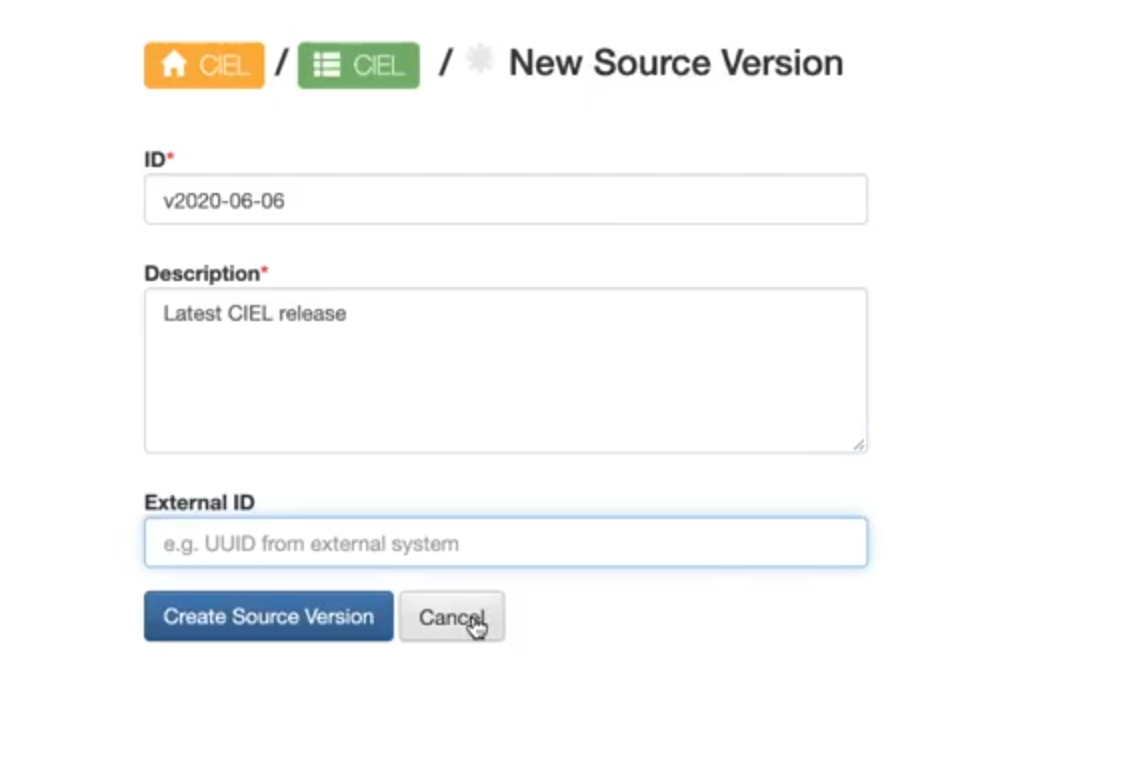 CIEL / CIEL / New Source Version
ID*
v2020-06-06
Description*
Latest CIEL release
External ID
e.g. UUID from external system
Create Source Version Cancel